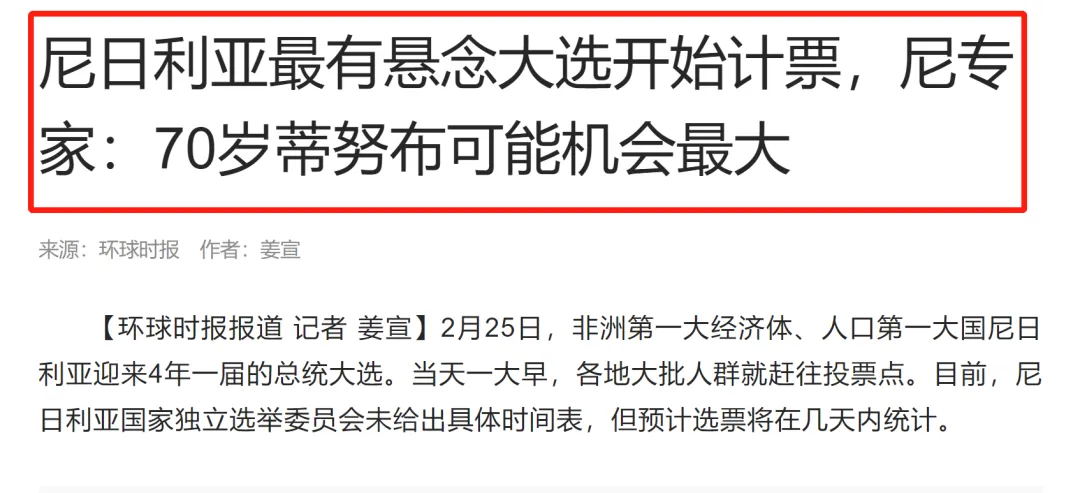 尼日利亚最有悬念大选开始计票，尼专
家：70岁蒂努布可能机会最大
来源：环球时报 作者：姜宣
【环球时报报道 记者 姜宣】2月25日，非洲第一大经济体、人口第一大国尼日
利亚迎来4年一届的总统大选。当天一大早，各地大批人群就赶往投票点。目前，尼
日利亚国家独立选举委员会未给出具体时间表，但预计选票将在几天内统计。